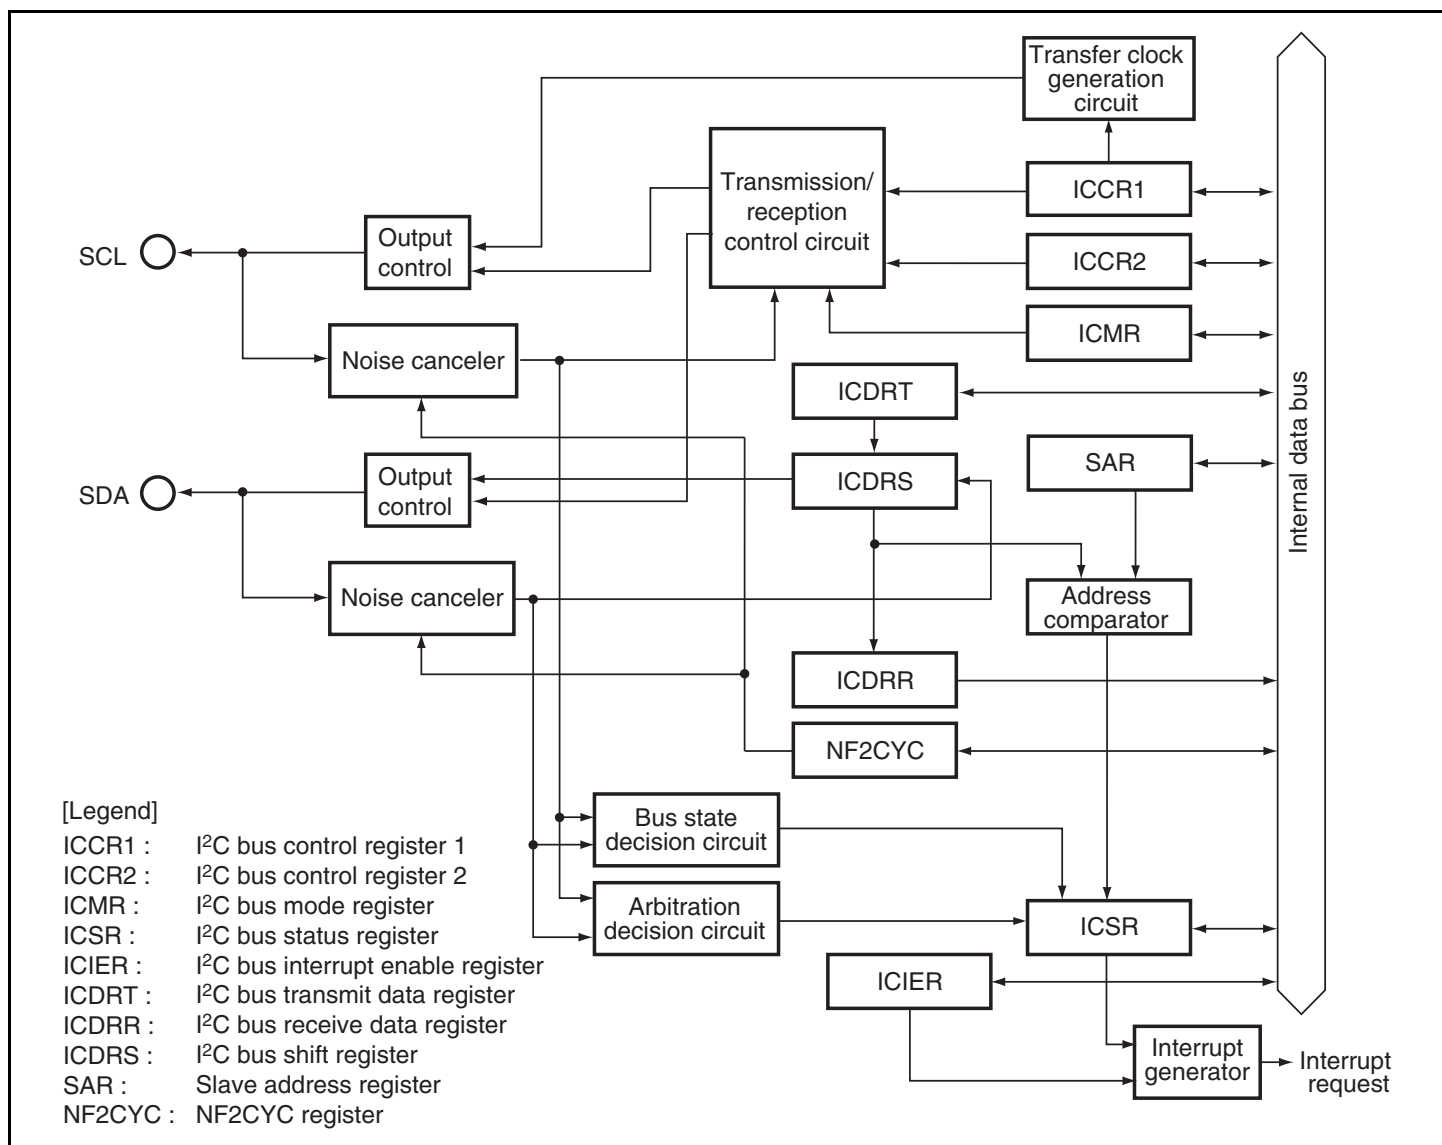 Transfer clock
generation
circuit
Transmission/
reception
control circuit
ICCR1
SCL
Output
control
ICCR2
ICMR
Noise canceler
ICDRT
Internal data bus
SDA
Output
control
ICDRS
SAR
Noise canceler
Address
comparator
ICDRR
NF2CYC
Bus state
decision circuit
Arbitration
decision circuit
ICSR
ICIER
Interrupt
generator
Interrupt
request
[Legend]
ICCR1 : I²C bus control register 1
ICCR2 : I²C bus control register 2
ICMR : I²C bus mode register
ICSR : I²C bus status register
ICIER : I²C bus interrupt enable register
ICDRT : I²C bus transmit data register
ICDRR : I²C bus receive data register
ICDRS : I²C bus shift register
SAR : Slave address register
NF2CYC : NF2CYC register